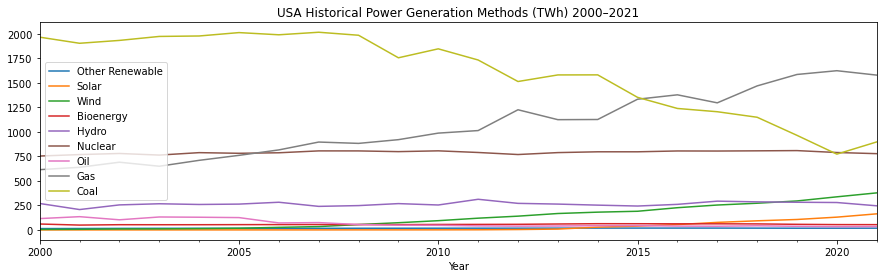 USA Historical Power Generation Methods (TWh) 2000–2021
2000
1750
1500
1250
1000
750
500
250
0
Other Renewable
Solar
Wind
Bioenergy
Hydro
Nuclear
Oil
Gas
Coal
2000
2005
2010
2015
2020
Year